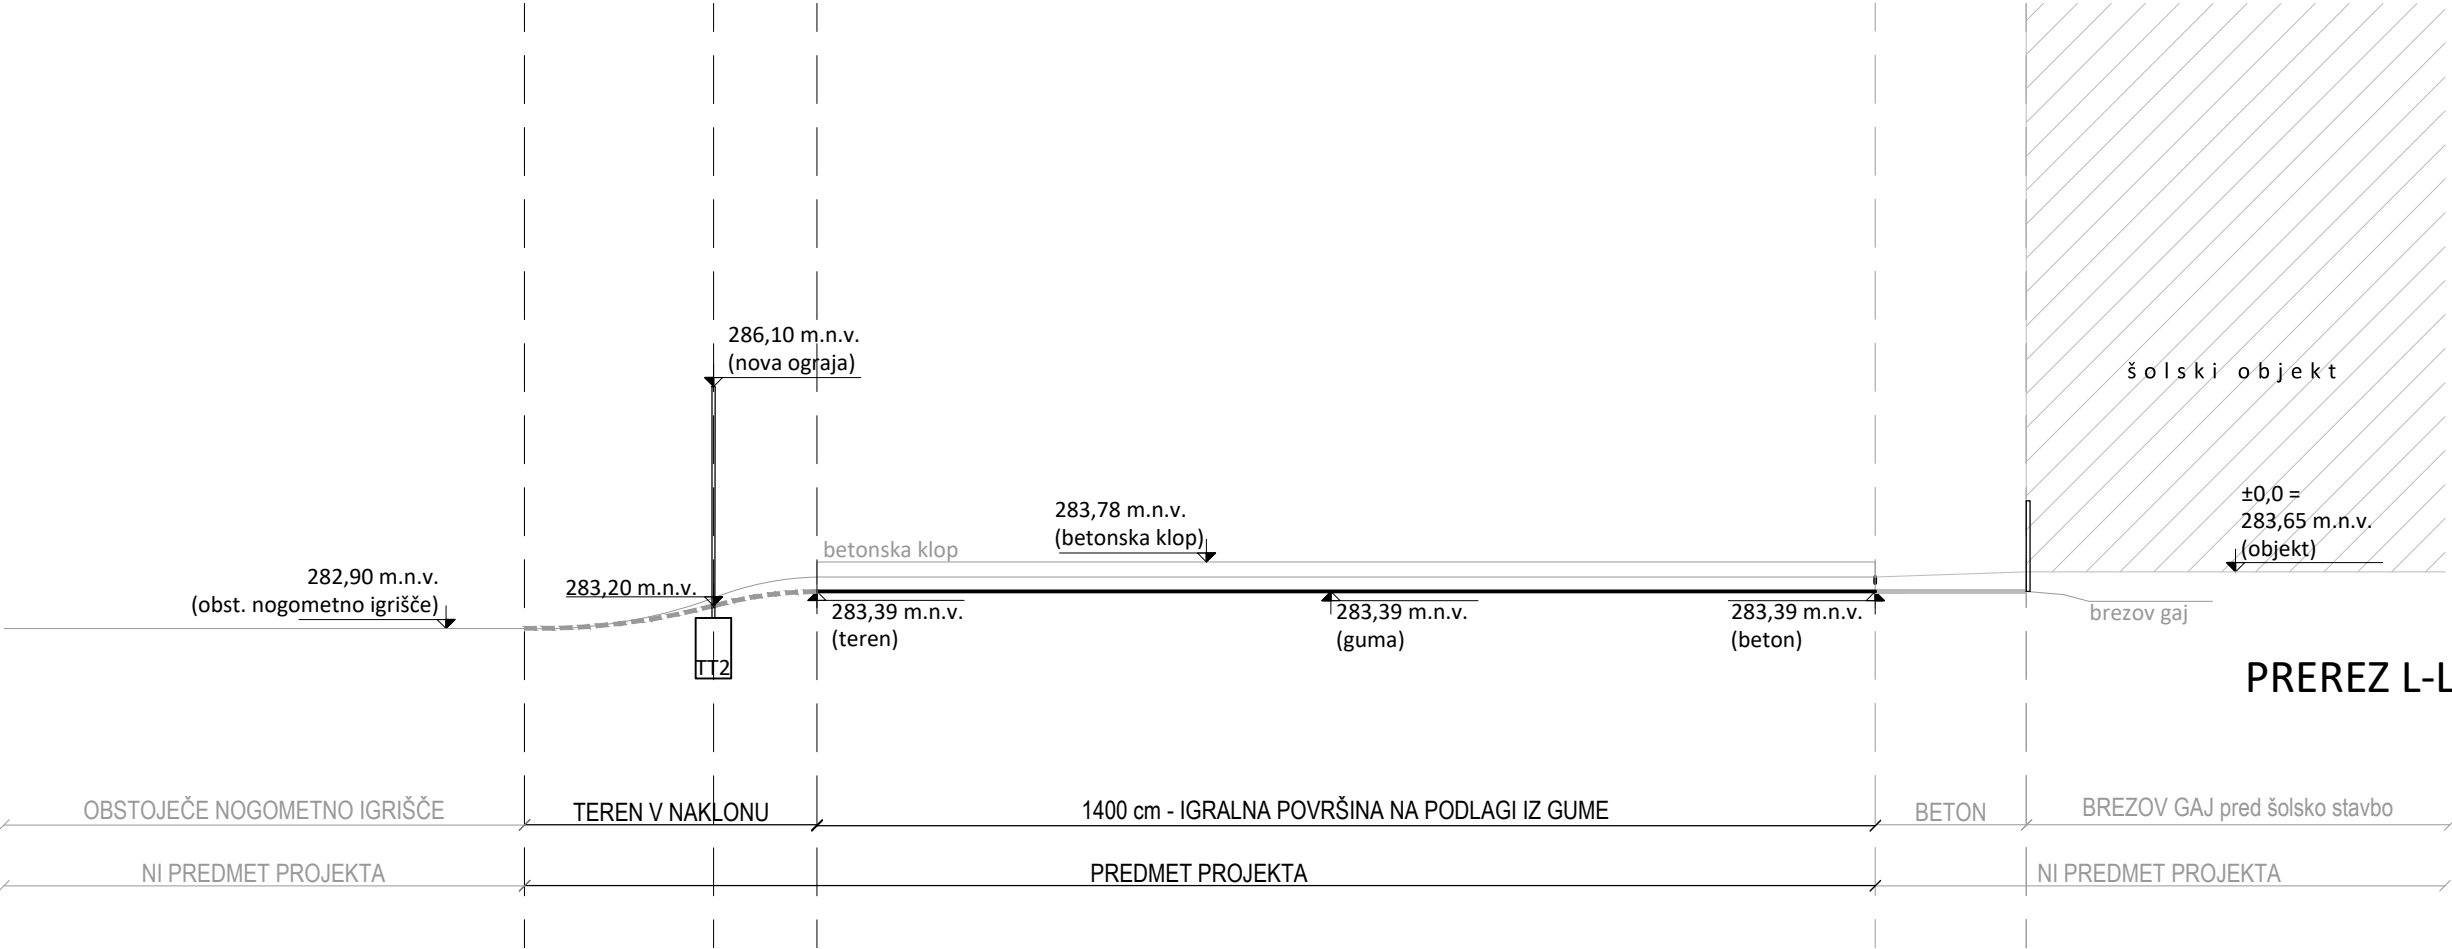 286,10 m.n.v.
(nova ograja)
šolski objekt
±0,0 =
283,65 m.n.v.
(objekt)
283,78 m.n.v.
(betonska klop)
betonska klop
282,90 m.n.v.
(obst. nogometno igrišče)
283,20 m.n.v.
283,39 m.n.v.
(teren)
283,39 m.n.v.
(guma)
283,39 m.n.v.
(beton)
brezov gaj
TT2
PREREZ L-L
OBSTOJEČE NOGOMETNO IGRIŠČE
TEREN V NAKLONU
1400 cm - IGRALNA POVRŠINA NA PODLAGI IZ GUME
BETON
BREZOV GAJ pred šolsko stavbo
NI PREDMET PROJEKTA
PREDMET PROJEKTA
NI PREDMET PROJEKTA